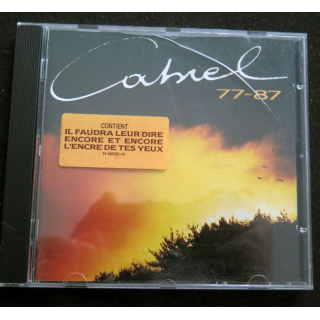 Cabrel
77-87
CONTIENT
IL FAUDRA LEUR DIRE
ENCORE ET ENCORE
L'ENCRE DE TES YEUX